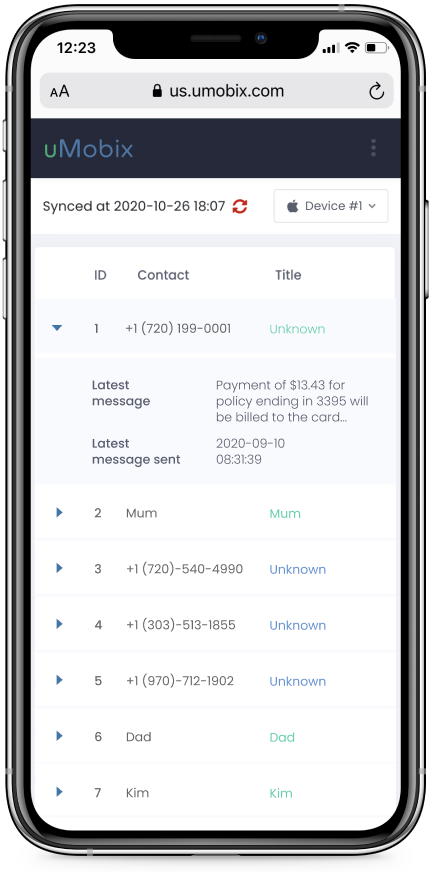 12:23
AA us.umobix.com
uMobix
Synced at 2020-10-26 18:07 Device #1
ID Contact Title
1 +1 (720) 199-0001 Unknown
Latest message
Payment of $13.43 for
policy ending in 3395 will
be billed to the card...
Latest message sent
2020-09-10
08:31:39
2 Mum Mum
3 +1 (720)-540-4990 Unknown
4 +1 (303)-513-1855 Unknown
5 +1 (970)-712-1902 Unknown
6 Dad Dad
7 Kim Kim